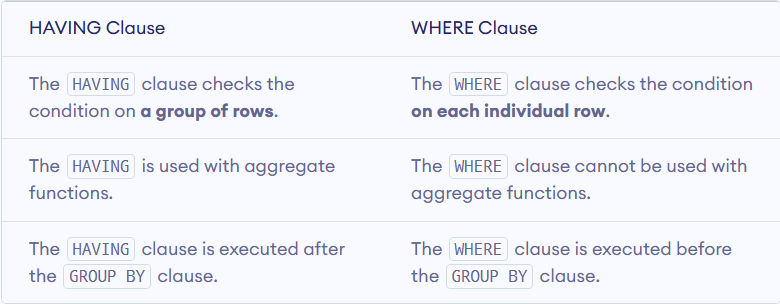 HAVING Clause
WHERE Clause
The HAVING clause checks the
condition on a group of rows.
The WHERE clause checks the condition
on each individual row.
The HAVING is used with aggregate
functions.
The WHERE clause cannot be used with
aggregate functions.
The HAVING clause is executed after
the GROUP BY clause.
The WHERE clause is executed before
the GROUP BY clause.